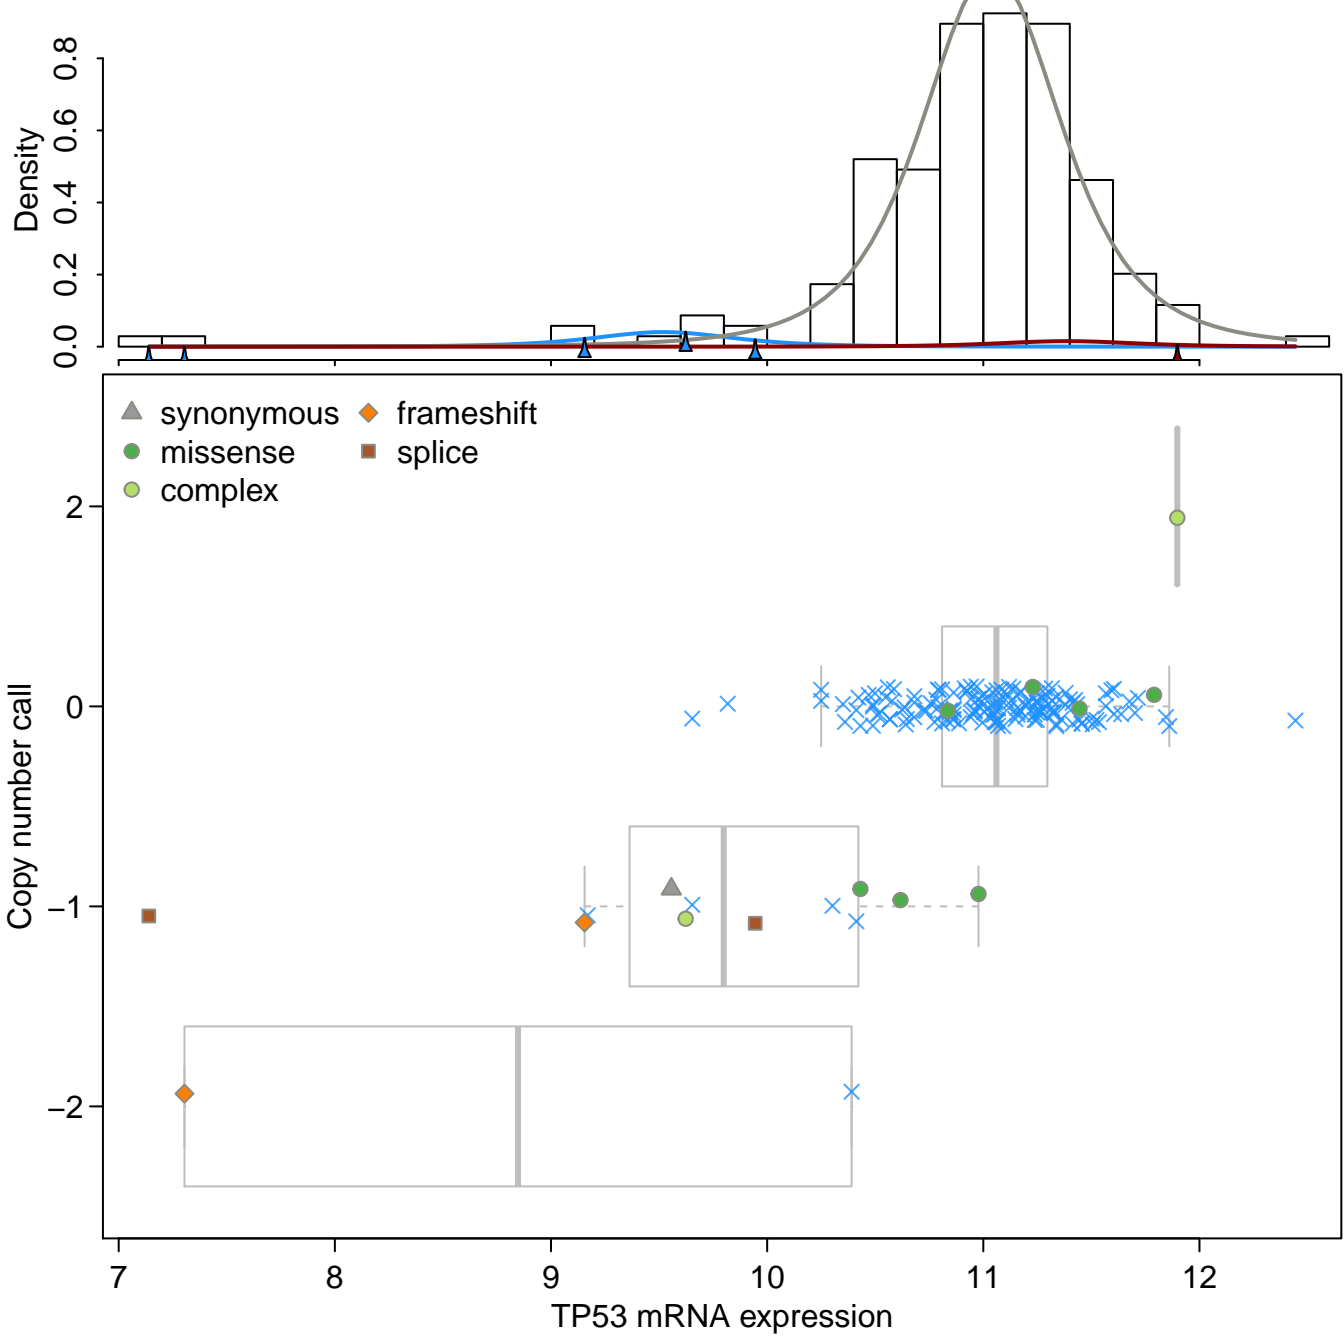 0.8
0.6
0.4
0.2
0.0
Density
synonymous frameshift
missense splice
complex
2
0
−1
−2
Copy number call
7 8 9 10 11 12
TP53 mRNA expression